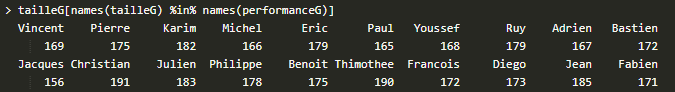 > tailleG[names(tailleG) %in% names(performanceG)]
Vincent Pierre Karim Michel Eric Paul Youssef Ruy Adrien Bastien
169 175 182 166 179 165 168 179 167 172
Jacques Christian Julien Philippe Benoit Thimothee Francois Diego Jean Fabien
156 191 183 178 175 190 172 173 185 171